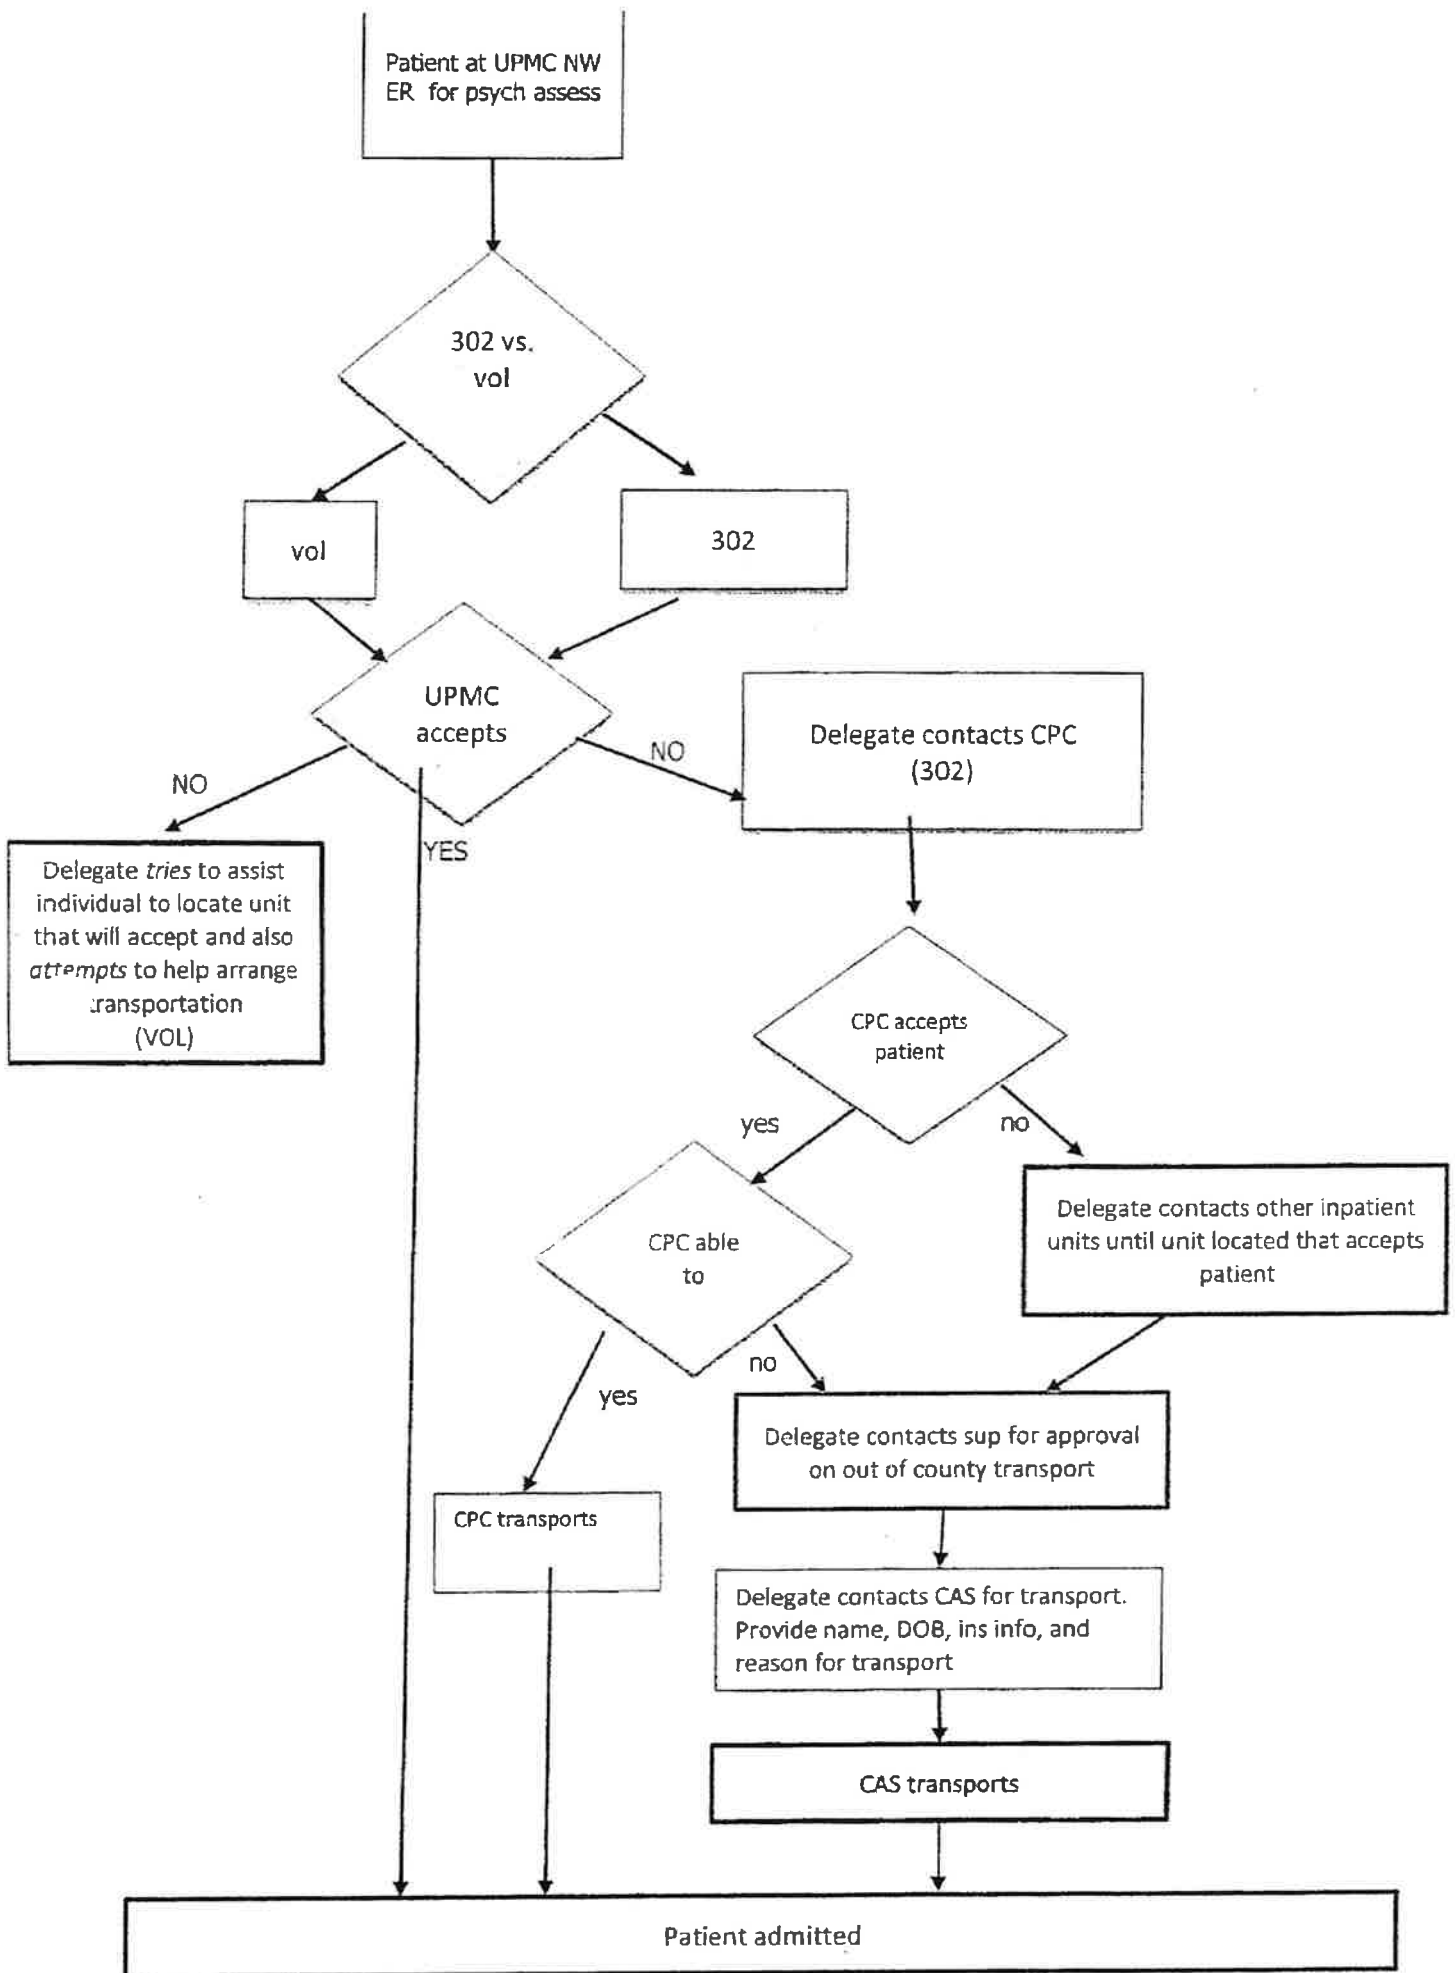 Patient at UPMC NW
ER for psych assess
302 vs.
vol
vol
302
UPMC
accepts
NO
NO
YES
Delegate contacts CPC
(302)
Delegate tries to assist
individual to locate unit
that will accept and also
attempts to help arrange
transportation
(VOL)
CPC accepts
patient
yes
no
CPC able
to
Delegate contacts other inpatient
units until unit located that accepts
patient
yes
no
Delegate contacts sup for approval
on out of county transport
CPC transports
Delegate contacts CAS for transport.
Provide name, DOB, ins info, and
reason for transport
CAS transports
Patient admitted